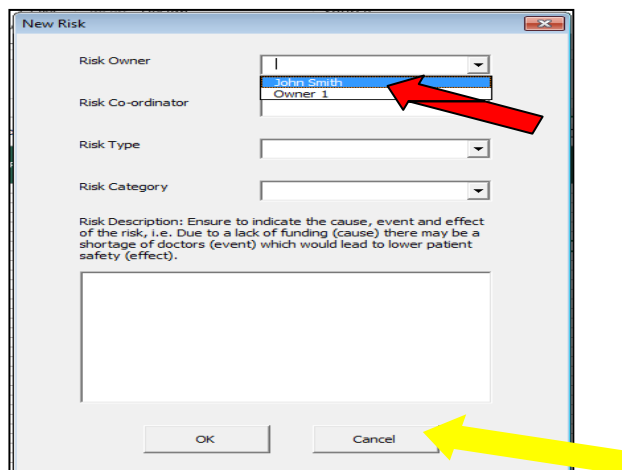 New Risk
Risk Owner
John Smith
Owner 1
Risk Co-ordinator
Risk Type
Risk Category
Risk Description: Ensure to indicate the cause, event and effect
of the risk, i.e. Due to a lack of funding (cause) there may be a
shortage of doctors (event) which would lead to lower patient
safety (effect).
OK
Cancel